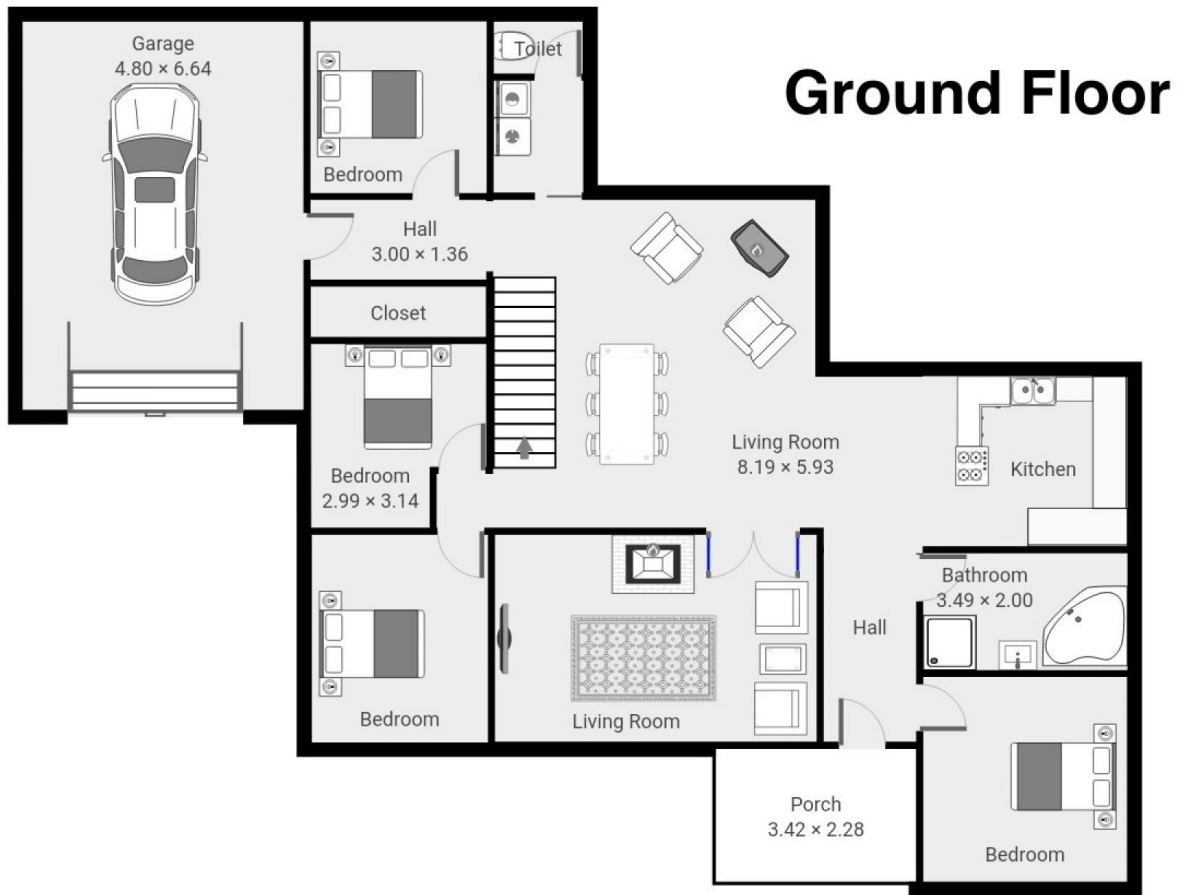 Ground Floor
Garage
4.80 × 6.64
Toilet
Bedroom
Hall
3.00 × 1.36
Closet
Living Room
8.19 × 5.93
Kitchen
Bedroom
2.99 × 3.14
Bathroom
3.49 × 2.00
Hall
Bedroom
Living Room
Porch
3.42 × 2.28
Bedroom